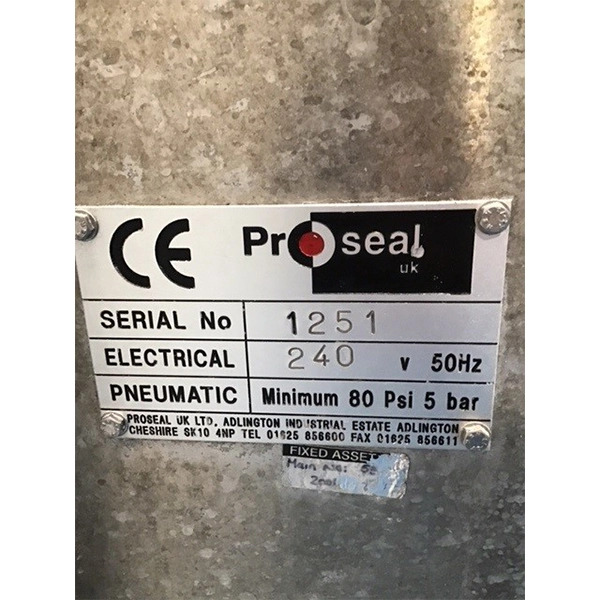 CE Proseal
uk
SERIAL No 1251
ELECTRICAL 240 v 50Hz
PNEUMATIC Minimum 80 Psi 5 bar
PROSEAL UK LTD, ADLINGTON INDUSTRIAL ESTATE ADLINGTON
CHESHIRE SK10 4NP TEL 01625 856600 FAX 01625 856611
FIXED ASSET
Main